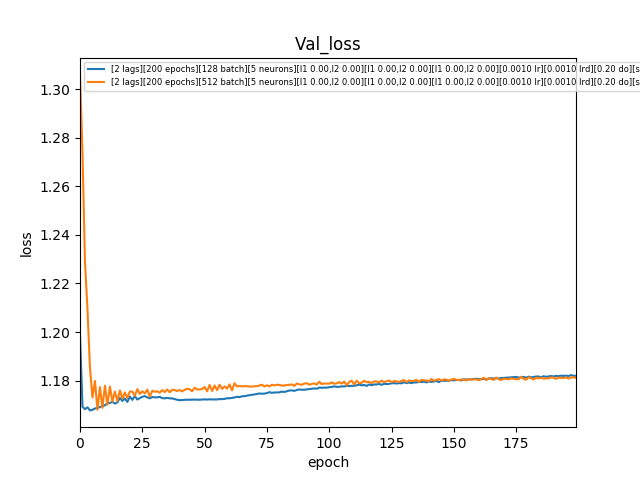 Val_loss
[2 lags][200 epochs][128 batch][5 neurons][l1 0.00,l2 0.00][l1 0.00,l2 0.00][l1 0.00,l2 0.00][0.0010 lr][0.0010 lrd][0.20 do][s
[2 lags][200 epochs][512 batch][5 neurons][l1 0.00,l2 0.00][l1 0.00,l2 0.00][l1 0.00,l2 0.00][0.0010 lr][0.0010 lrd][0.20 do][s
1.30
1.28
1.26
1.24
1.22
1.20
1.18
loss
0 25 50 75 100 125 150 175
epoch